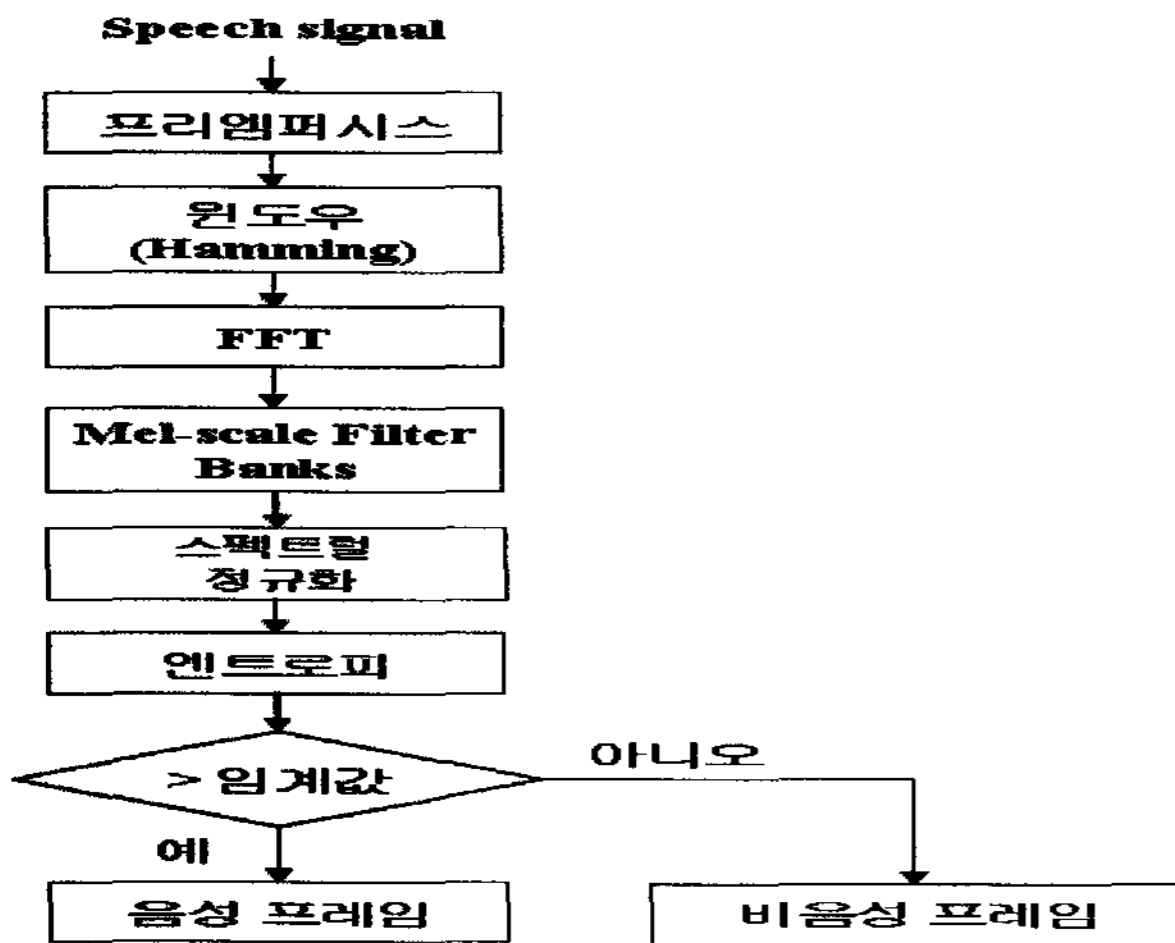 Speech signal
프리엠퍼시스
윈도우
(Hamming)
FFT
Mel-scale Filter
Banks
스펙트럴
정규화
엔트로피
> 임계값
아니오
예
음성 프레임
비음성 프레임